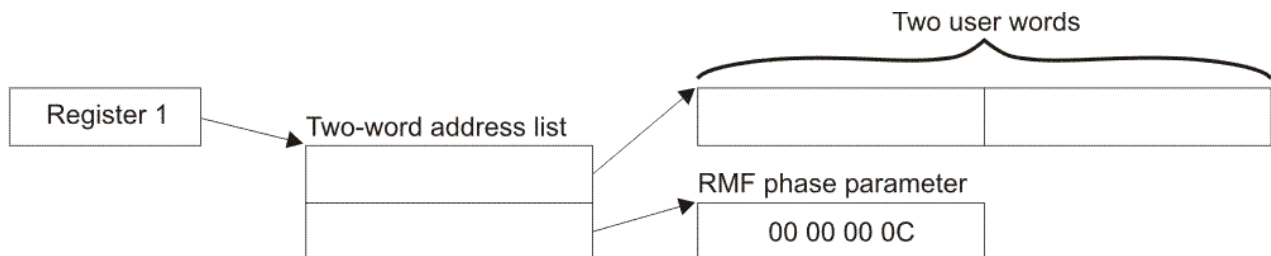 Two user words
Register 1
Two-word address list
RMF phase parameter
00 00 00 0C